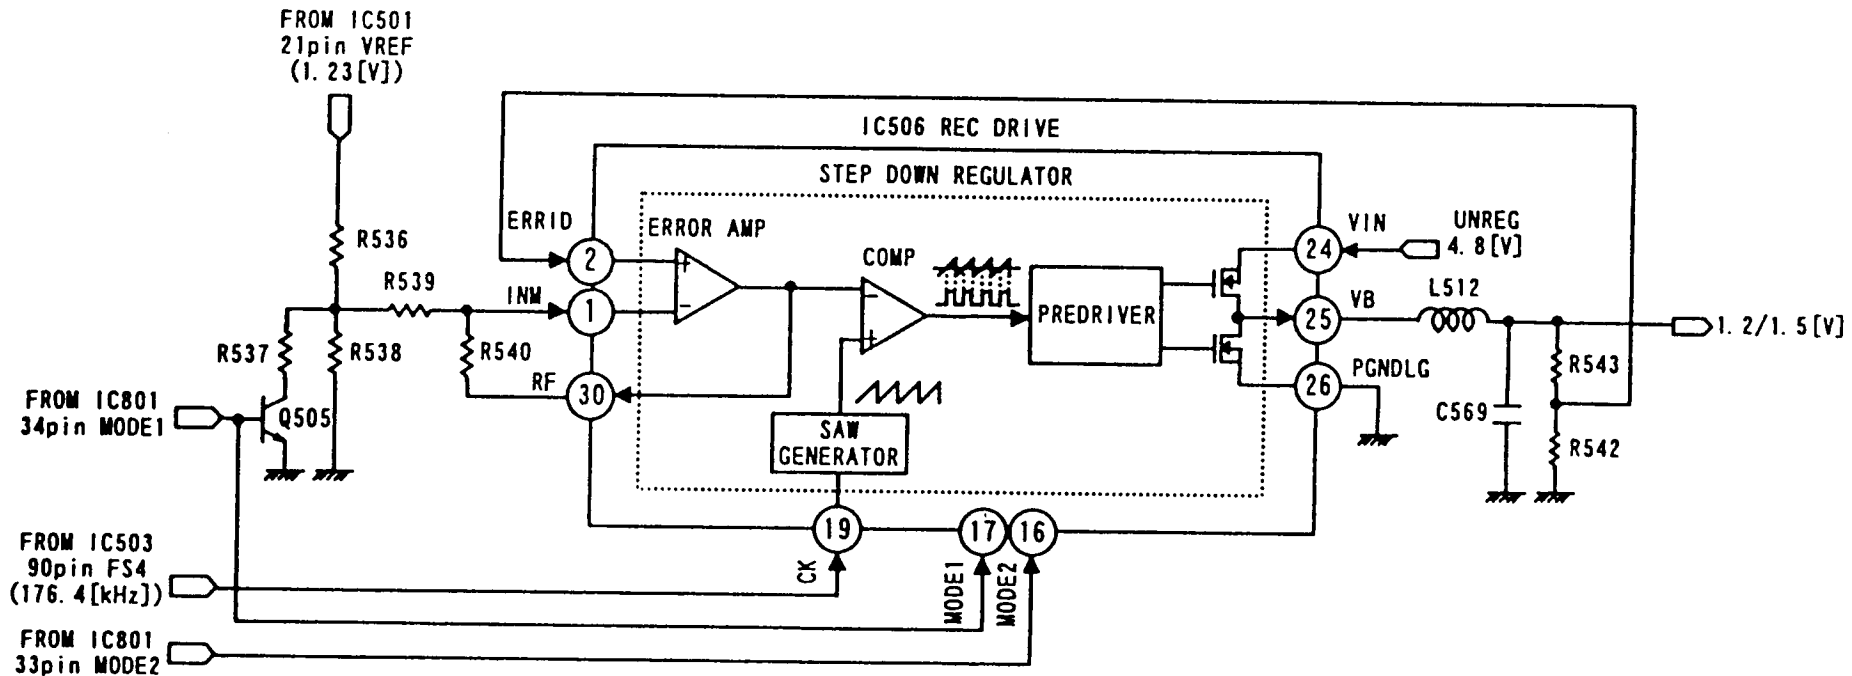 FROM IC501
21pin VREF
(1.23[V])
IC506 REC DRIVE
STEP DOWN REGULATOR
ERRID
ERROR AMP
VIN
UNREG
4.8[V]
R536
2
+
COMP
24
R539
INM
1
-
-
PREDRIVER
VB
25
L512
1.2/1.5[V]
R537
R538
R540
+
R543
RF
30
PGNDLG
26
FROM IC801
34pin MODE1
Q505
SAW
GENERATOR
C569
R542
19
17
16
FROM IC503
90pin FS4
(176.4[kHz])
CK
MODE1
MODE2
FROM IC801
33pin MODE2